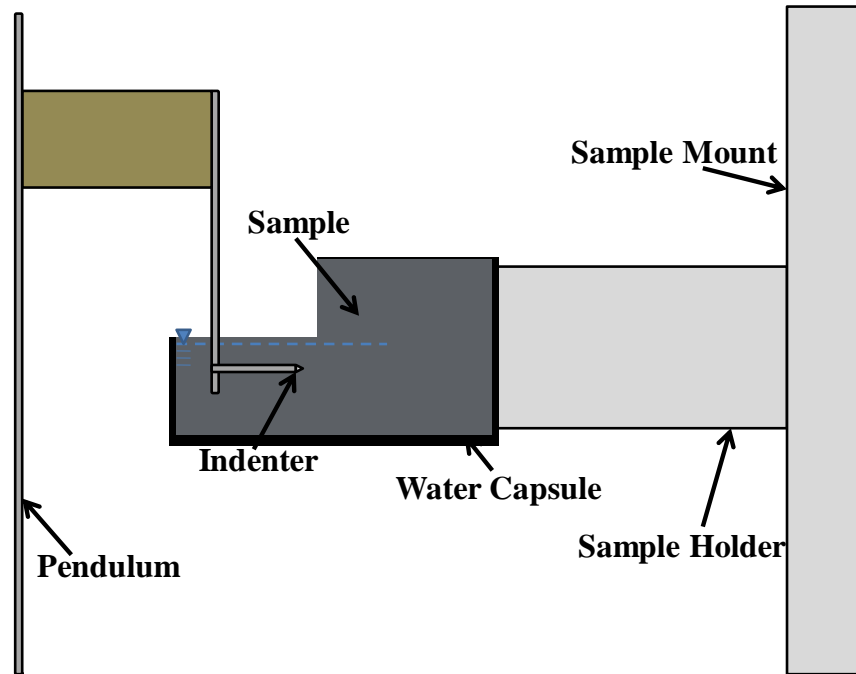 Sample Mount
Sample
Indenter
Water Capsule
Sample Holder
Pendulum